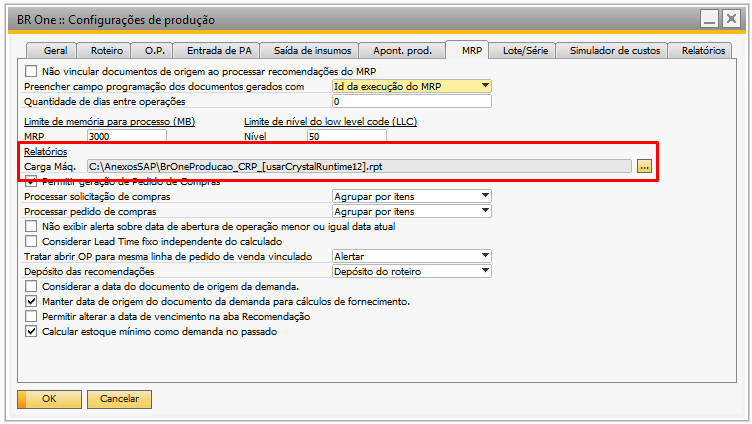 BR One :: Configurações de produção
Geral Roteiro O.P. Entrada de PA Saída de insumos Apont. prod. MRP Lote/Série Simulador de custos Relatórios
Não vincular documentos de origem ao processar recomendações do MRP
Preencher campo programação dos documentos gerados com Id da execução do MRP
Quantidade de dias entre operações 0
Limite de memória para processo (MB) Limite de nível do low level code (LLC)
MRP 3000 Nível 50
Relatórios
Carga Máq. C:\AnexosSAP\BrOneProducao_CRP_[usarCrystalRuntime12].rpt ...
Permitir geração de Pedido de Compras
Processar solicitação de compras Agrupar por itens
Processar pedido de compras Agrupar por itens
Não exibir alerta sobre data de abertura de operação menor ou igual data atual
Considerar Lead Time fixo independente do calculado
Tratar abrir OP para mesma linha de pedido de venda vinculado Alertar
Depósito das recomendações Depósito do roteiro
Considerar a data do documento de origem da demanda.
Manter data de origem do documento da demanda para cálculos de fornecimento.
Permitir alterar a data de vencimento na aba Recomendação
Calcular estoque mínimo como demanda no passado
OK Cancelar